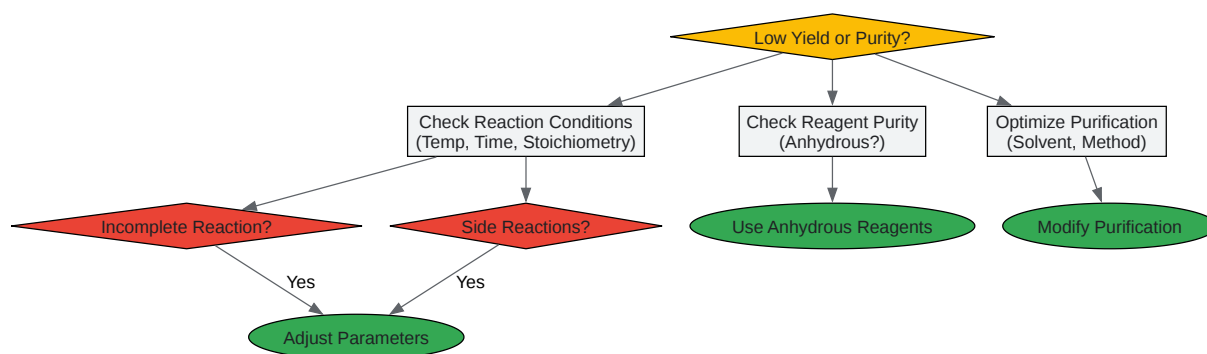 Low Yield or Purity?
Check Reaction Conditions
(Temp, Time, Stoichiometry)
Check Reagent Purity
(Anhydrous?)
Optimize Purification
(Solvent, Method)
Incomplete Reaction?
Side Reactions?
Use Anhydrous Reagents
Modify Purification
Yes
Yes
Adjust Parameters